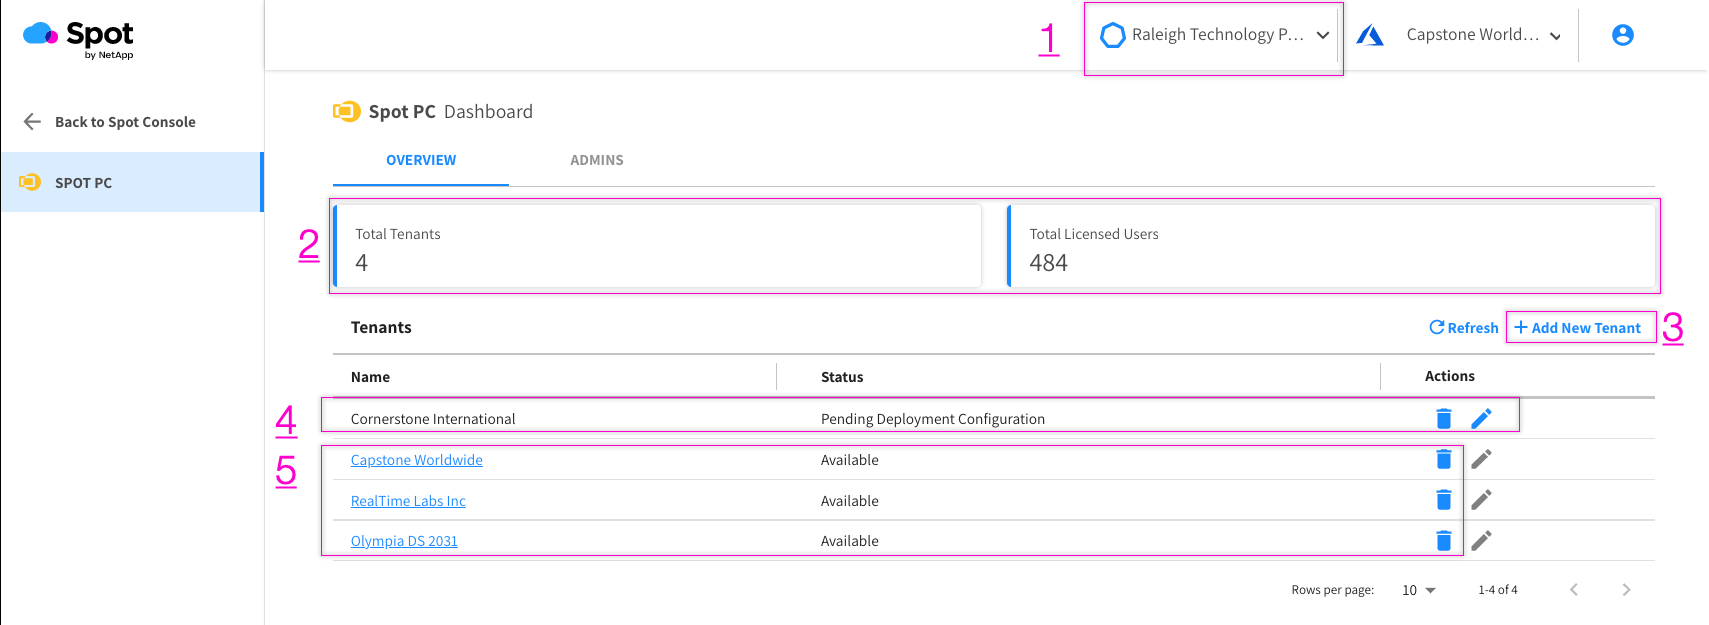 Spot
by NetApp
1
Raleigh Technology P...
Capstone World...
Back to Spot Console
SPOT PC
Spot PC Dashboard
OVERVIEW ADMINS
2
Total Tenants
4
Total Licensed Users
484
Tenants
Refresh
+ Add New Tenant
3
Name Status Actions
4
Cornerstone International Pending Deployment Configuration
5
Capstone Worldwide Available
RealTime Labs Inc Available
Olympia DS 2031 Available
Rows per page: 10 1-4 of 4